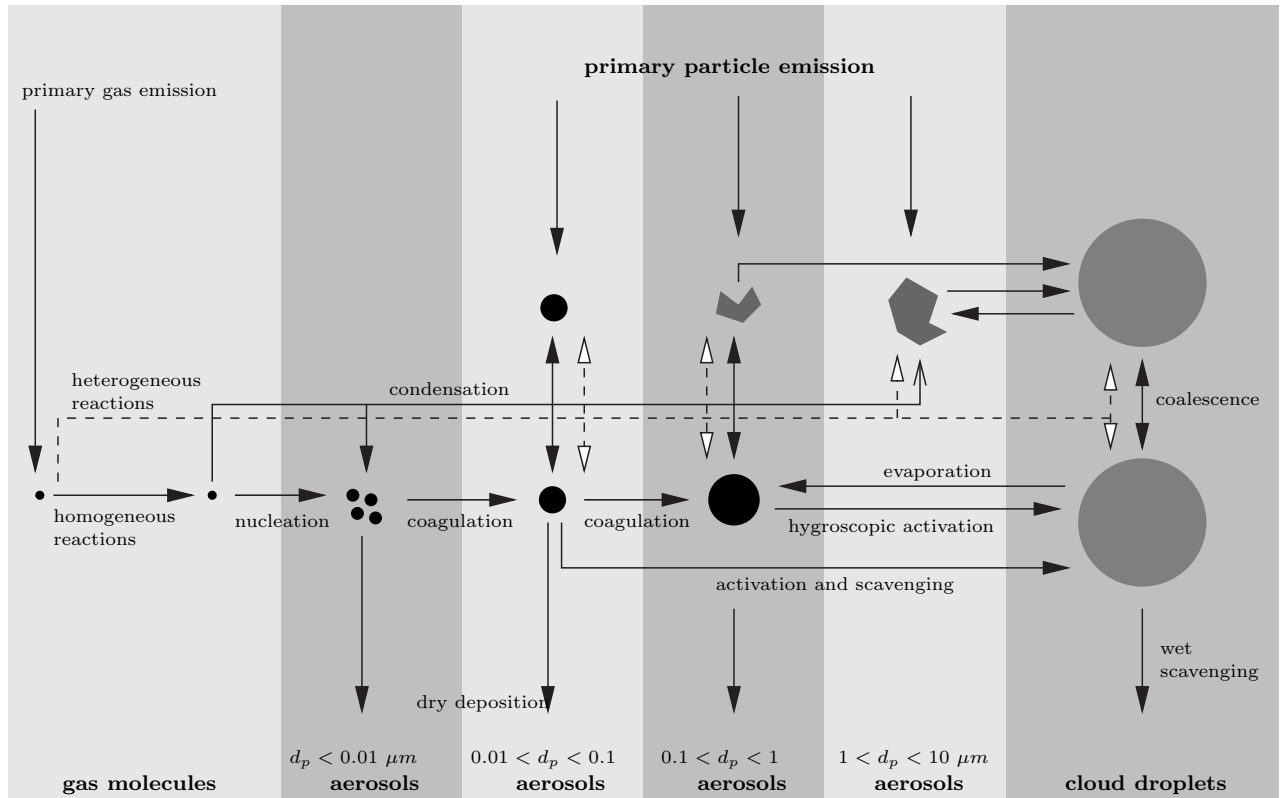 primary particle emission
primary gas emission
heterogeneous
reactions
condensation
coalescence
evaporation
homogeneous
reactions
nucleation
coagulation
coagulation
hygroscopic activation
activation and scavenging
wet
scavenging
dry deposition
d_p < 0.01 μm
0.01 < d_p < 0.1
0.1 < d_p < 1
1 < d_p < 10 μm
gas molecules
aerosols
aerosols
aerosols
aerosols
cloud droplets